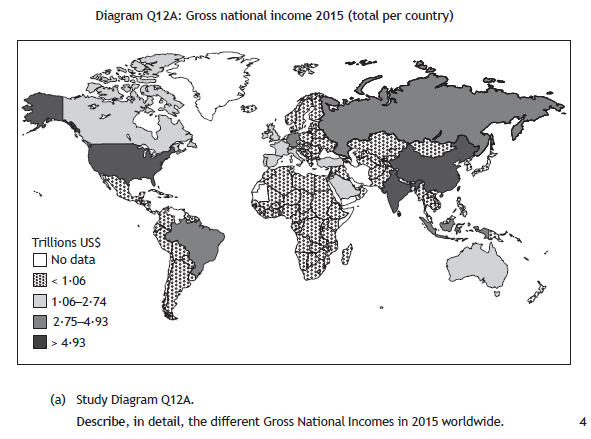 Diagram Q12A: Gross national income 2015 (total per country)
Trillions US$
No data
< 1·06
1·06–2·74
2·75–4·93
> 4·93
(a) Study Diagram Q12A.
Describe, in detail, the different Gross National Incomes in 2015 worldwide. 4